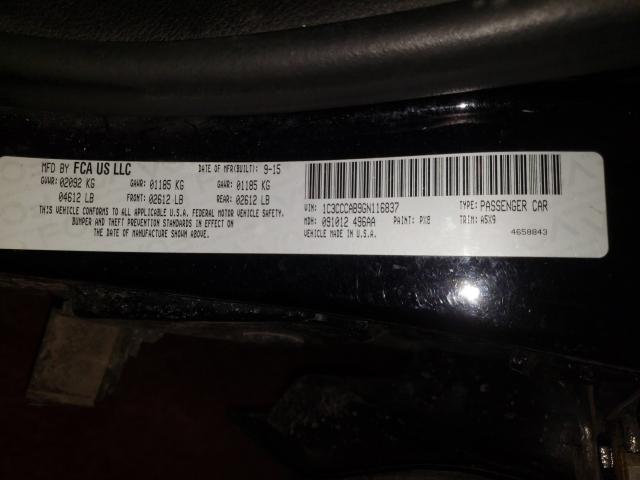 MFD BY FCA US LLC DATE OF MFR(BUILT): 9-15
GVWR: 02092 KG GAWR: 01185 KG GAWR: 01185 KG
04612 LB FRONT: 02612 LB REAR: 02612 LB
THIS VEHICLE CONFORMS TO ALL APPLICABLE U.S.A. FEDERAL MOTOR VEHICLE SAFETY,
BUMPER AND THEFT PREVENTION STANDARDS IN EFFECT ON
THE DATE OF MANUFACTURE SHOWN ABOVE.
VIN: 1C3CCCAB9GN116837 TYPE: PASSENGER CAR
MDH: 091012 496AA PAINT: PX8 TRIM: A5X9
VEHICLE MADE IN U.S.A. 4658843